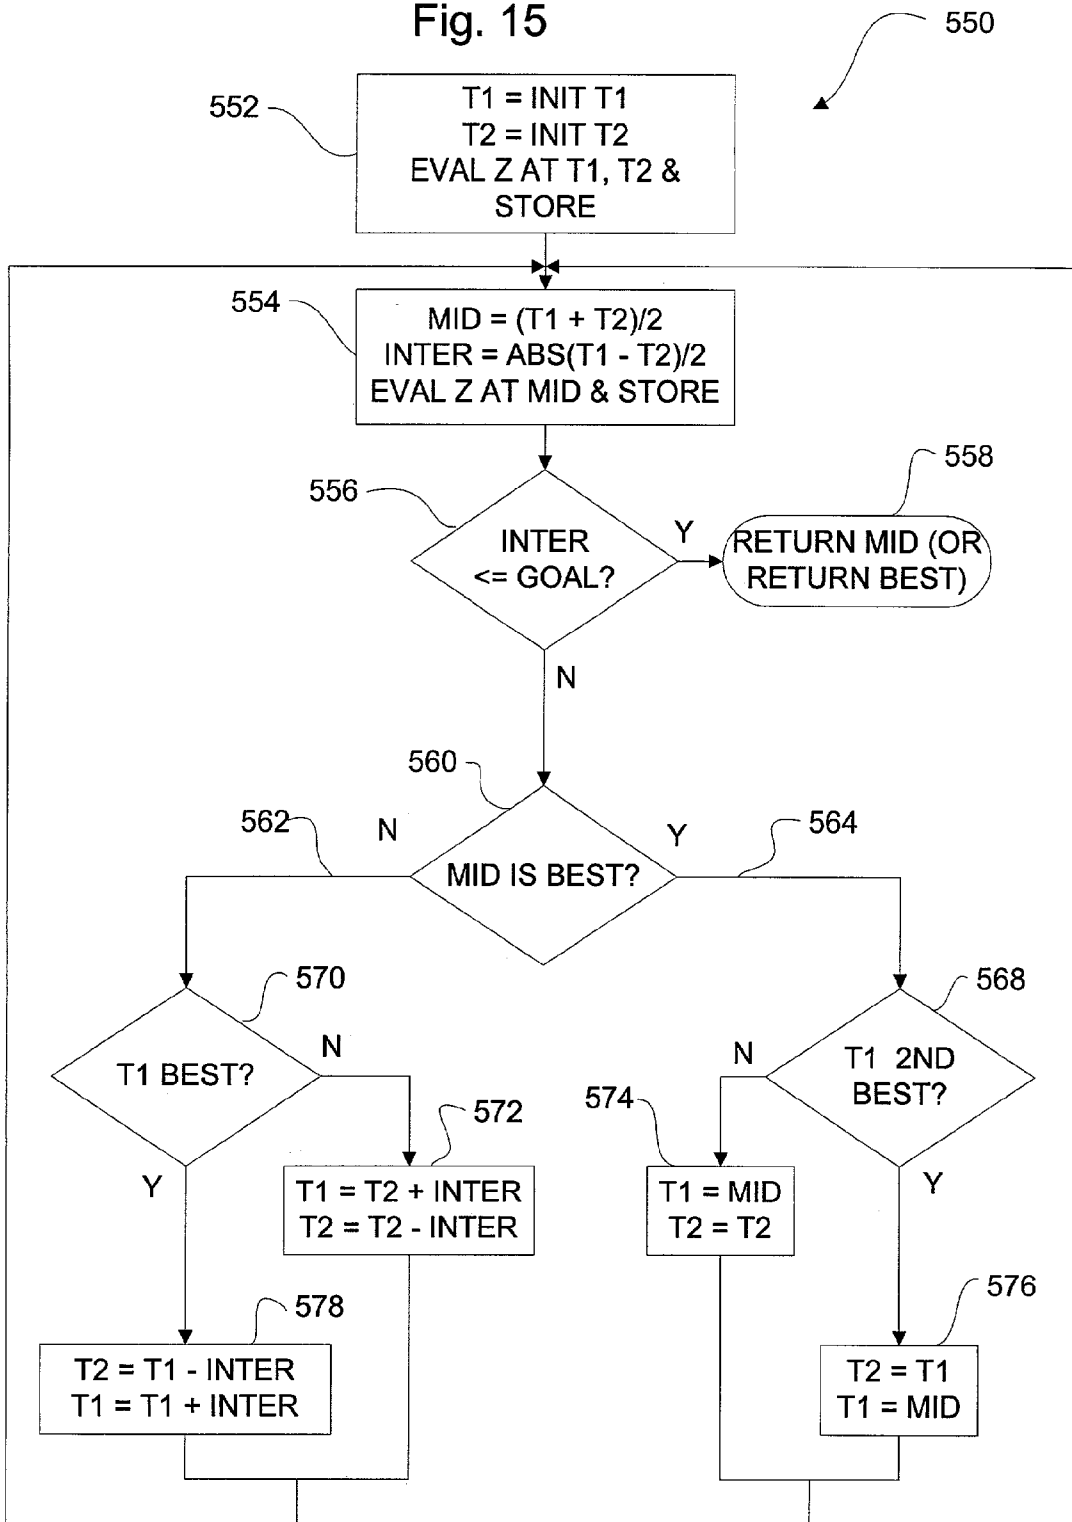 Fig. 15
550
552
T1 = INIT T1
T2 = INIT T2
EVAL Z AT T1, T2 &
STORE
554
MID = (T1 + T2)/2
INTER = ABS(T1 - T2)/2
EVAL Z AT MID & STORE
556
INTER
<= GOAL?
Y
558
RETURN MID (OR
RETURN BEST)
N
560
MID IS BEST?
562
N
Y
564
570
T1 BEST?
N
568
T1 2ND
BEST?
N
572
T1 = T2 + INTER
T2 = T2 - INTER
574
T1 = MID
T2 = T2
Y
Y
578
T2 = T1 - INTER
T1 = T1 + INTER
576
T2 = T1
T1 = MID